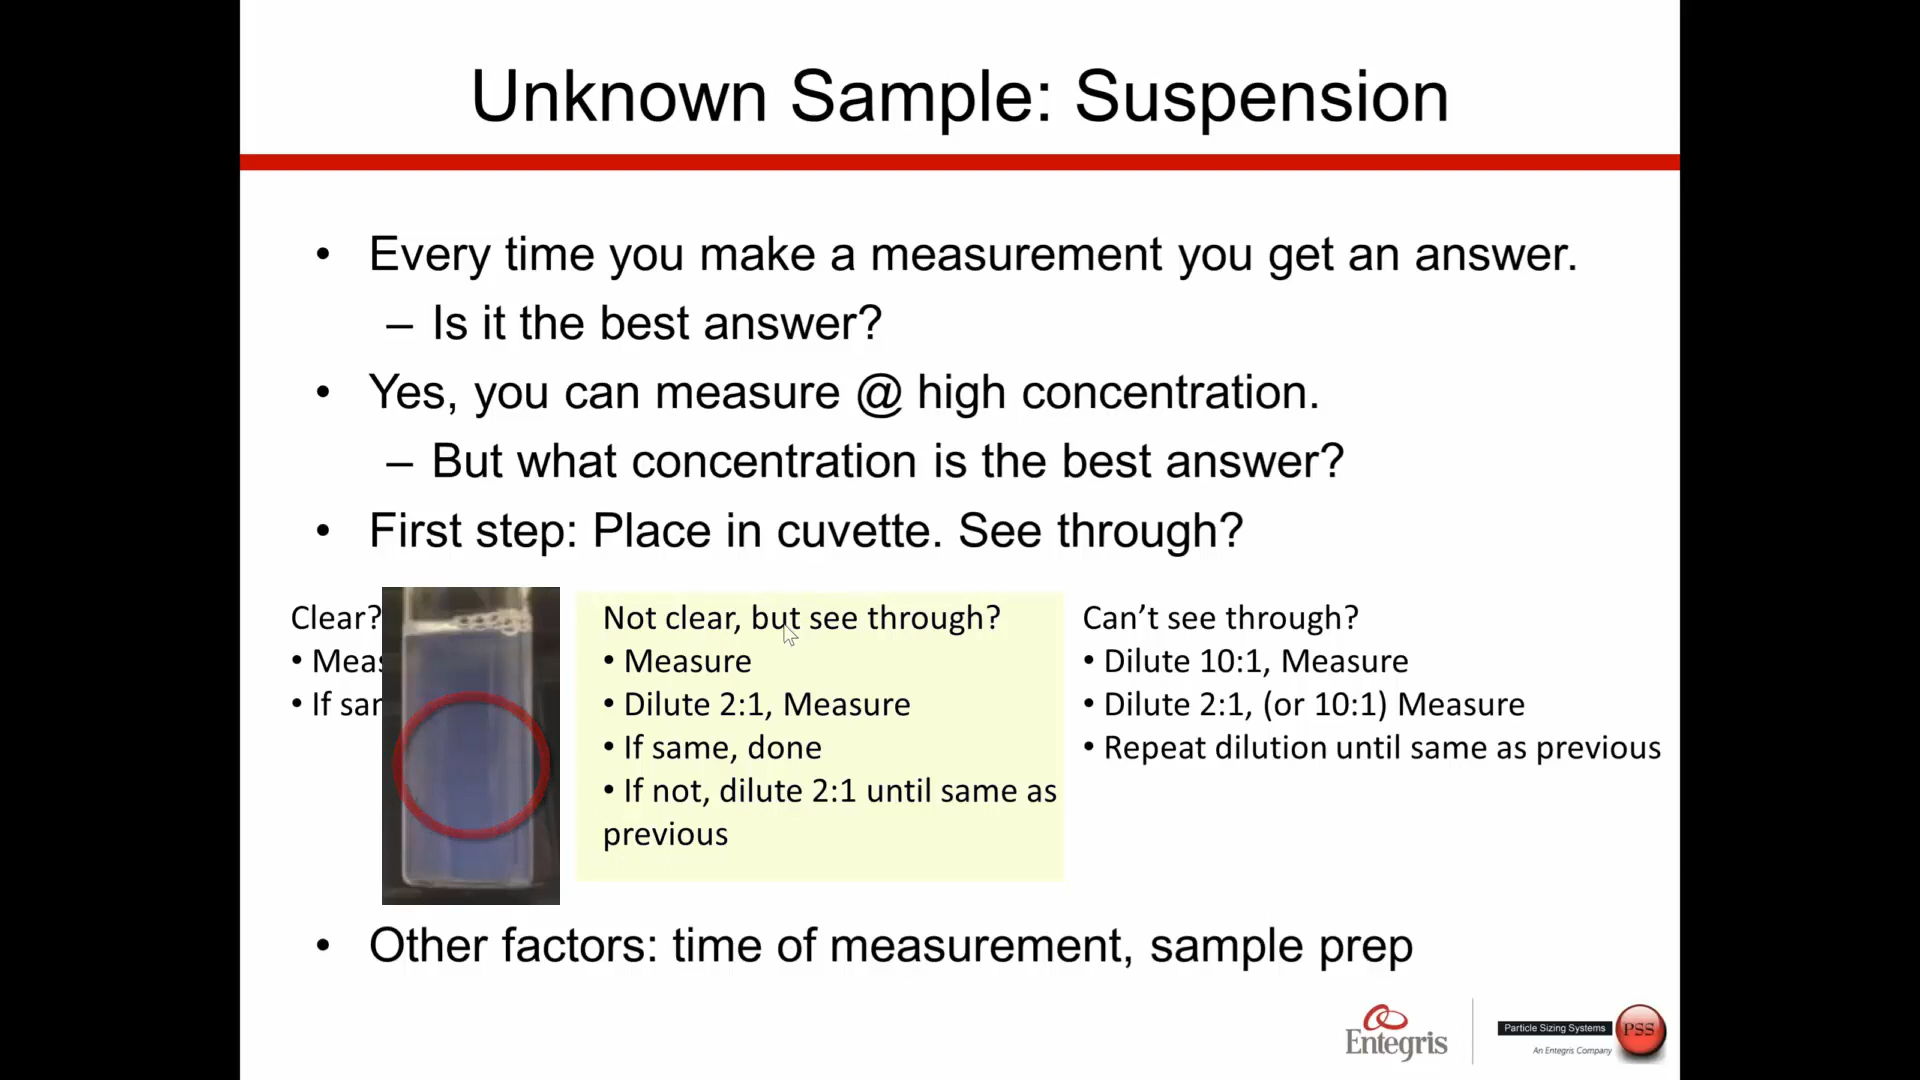 Unknown Sample: Suspension
• Every time you make a measurement you get an answer.
– Is it the best answer?
• Yes, you can measure @ high concentration.
– But what concentration is the best answer?
• First step: Place in cuvette. See through?
Clear?
•
• If
Not clear, but see through?
• Measure
• Dilute 2:1, Measure
• If same, done
• If not, dilute 2:1 until same as
previous
Can’t see through?
• Dilute 10:1, Measure
• Dilute 2:1, (or 10:1) Measure
• Repeat dilution until same as previous
• Other factors: time of measurement, sample prep
Entegris
Particle Sizing Systems
An Entegris Company
PSS